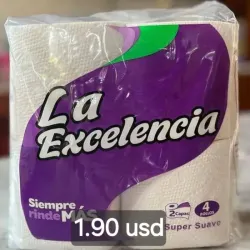 La
Excelencia
Siempre
rinde MÁS
2 Capas
4
Super Suave
1.90 usd